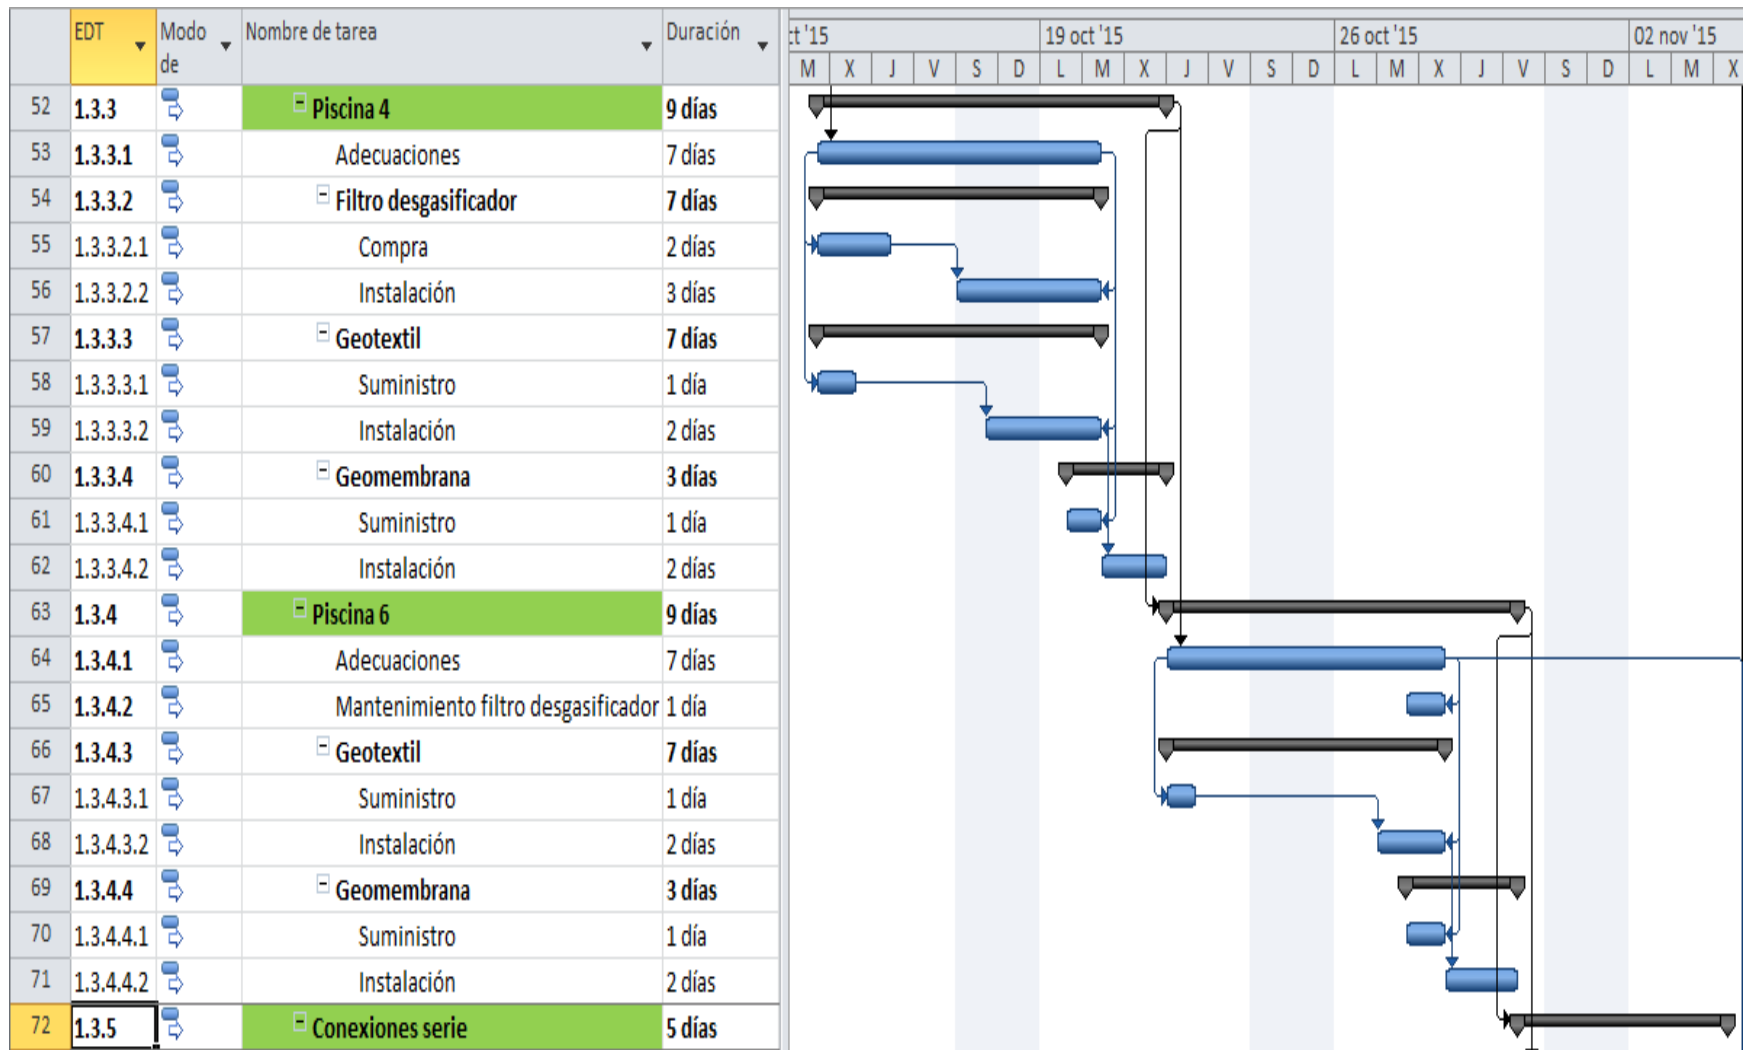 EDT Modo de Nombre de tarea Duración
ct '15 19 oct '15 26 oct '15 02 nov '15
M X J V S D L M X J V S D L M X J V S D L M X
52 1.3.3 Piscina 4 9 días
53 1.3.3.1 Adecuaciones 7 días
54 1.3.3.2 Filtro desgasificador 7 días
55 1.3.3.2.1 Compra 2 días
56 1.3.3.2.2 Instalación 3 días
57 1.3.3.3 Geotextil 7 días
58 1.3.3.3.1 Suministro 1 día
59 1.3.3.3.2 Instalación 2 días
60 1.3.3.4 Geomembrana 3 días
61 1.3.3.4.1 Suministro 1 día
62 1.3.3.4.2 Instalación 2 días
63 1.3.4 Piscina 6 9 días
64 1.3.4.1 Adecuaciones 7 días
65 1.3.4.2 Mantenimiento filtro desgasificador 1 día
66 1.3.4.3 Geotextil 7 días
67 1.3.4.3.1 Suministro 1 día
68 1.3.4.3.2 Instalación 2 días
69 1.3.4.4 Geomembrana 3 días
70 1.3.4.4.1 Suministro 1 día
71 1.3.4.4.2 Instalación 2 días
72 1.3.5 Conexiones serie 5 días